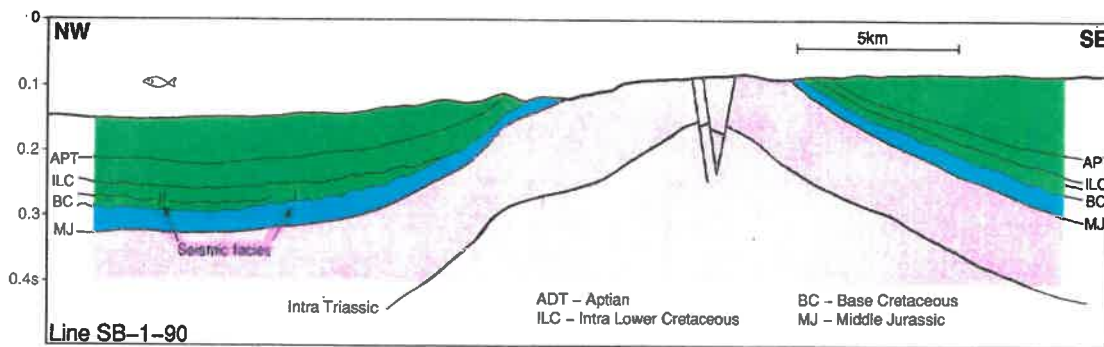 0
NW
5km
SE
0.1
0.2
APT
ILC
BC
0.3
MJ
Seismic facies
0.4s
APT
ILC
BC
MJ
Intra Triassic
ADT – Aptian
BC – Base Cretaceous
ILC – Intra Lower Cretaceous
MJ – Middle Jurassic
Line SB–1–90